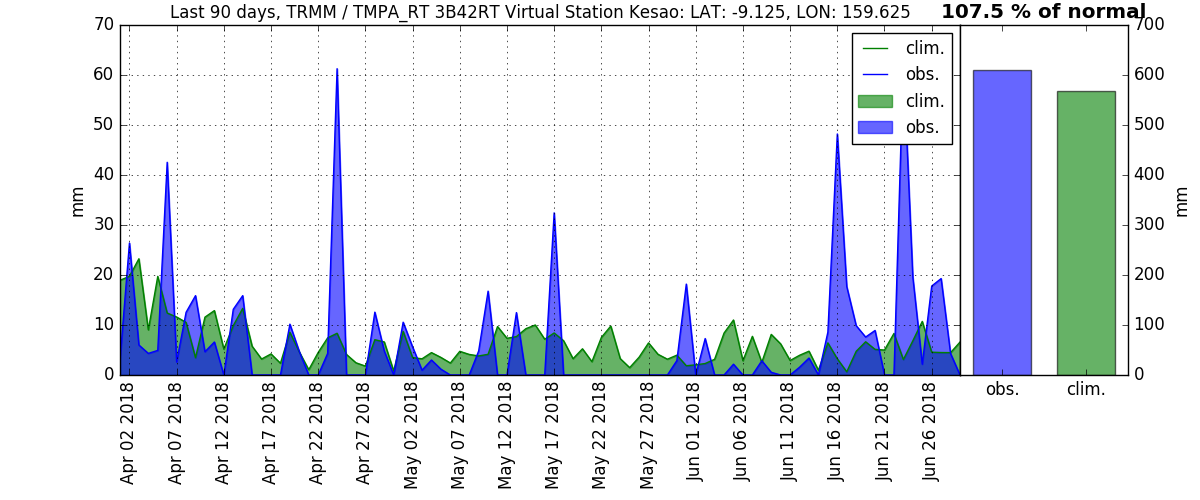 Last 90 days, TRMM / TMPA_RT 3B42RT Virtual Station Kesao: LAT: -9.125, LON: 159.625
107.5 % of normal
70
60
50
40
30
20
10
0
mm
clim.
obs.
clim.
obs.
700
600
500
400
300
200
100
0
mm
Apr 02 2018
Apr 07 2018
Apr 12 2018
Apr 17 2018
Apr 22 2018
Apr 27 2018
May 02 2018
May 07 2018
May 12 2018
May 17 2018
May 22 2018
May 27 2018
Jun 01 2018
Jun 06 2018
Jun 11 2018
Jun 16 2018
Jun 21 2018
Jun 26 2018
obs.
clim.